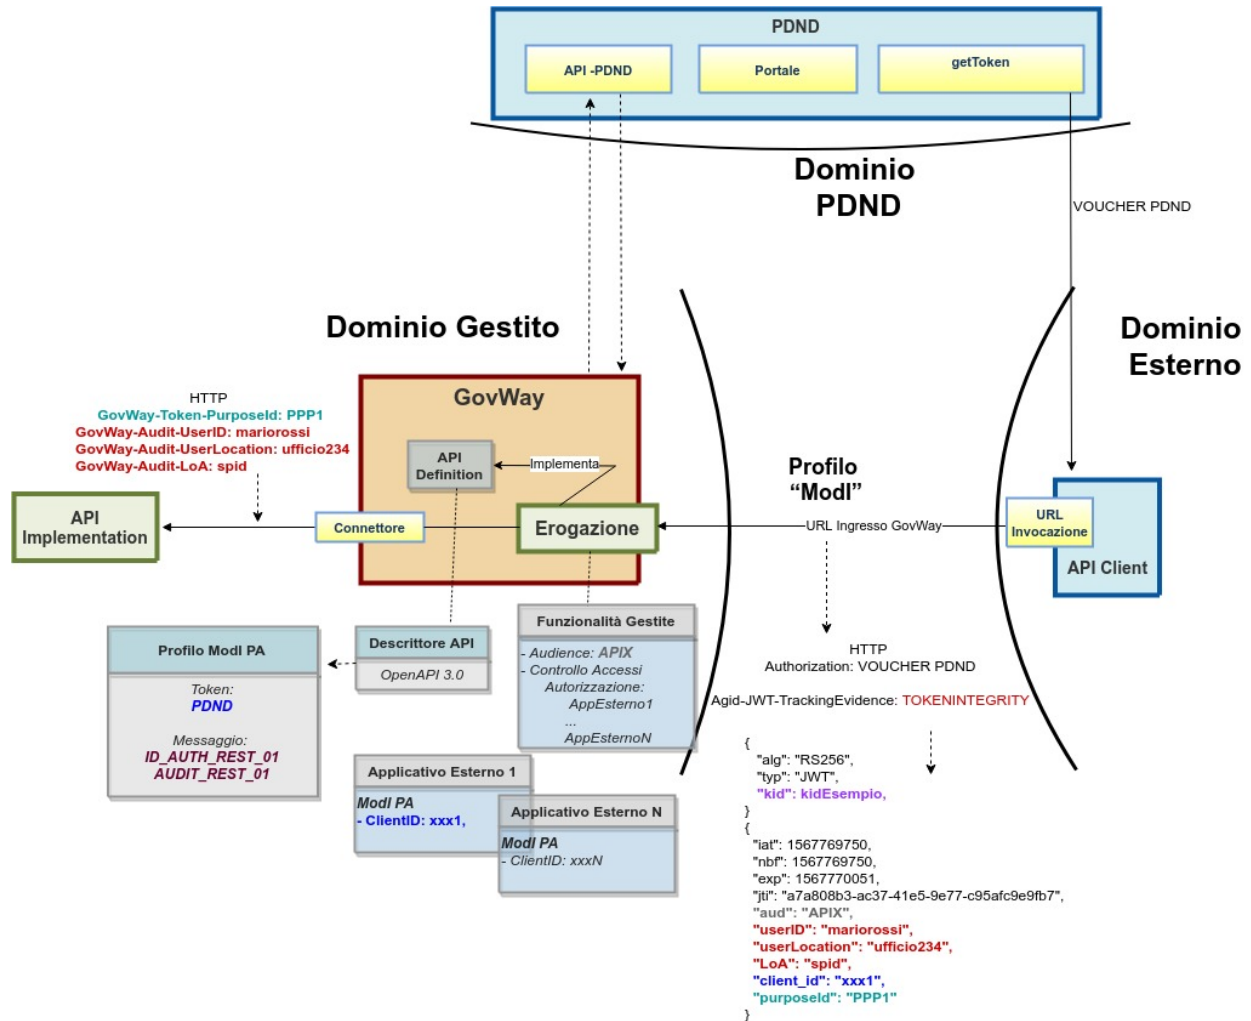 PDND
API -PDND
Portale
getToken
Dominio
PDND
VOUCHER PDND
Dominio Gestito
Dominio
Esterno
HTTP
GovWay-Token-PurposeId: PPP1
GovWay-Audit-UserID: mariorossi
GovWay-Audit-UserLocation: ufficio234
GovWay-Audit-LoA: spid
GovWay
API
Definition
Implementa
Profilo
“ModI”
API
Implementation
Connettore
Erogazione
URL Ingresso GovWay
URL
Invocazione
API Client
Profilo ModI PA
Token:
PDND
Messaggio:
ID_AUTH_REST_01
AUDIT_REST_01
Descrittore API
OpenAPI 3.0
Funzionalità Gestite
- Audience: APIX
- Controllo Accessi
Autorizzazione:
AppEsterno1
...
AppEsternoN
Applicativo Esterno 1
ModI PA
- ClientID: xxx1,
Applicativo Esterno N
ModI PA
- ClientID: xxxN
HTTP
Authorization: VOUCHER PDND
Agid-JWT-TrackingEvidence: TOKENINTEGRITY
{
"alg": "RS256",
"typ": "JWT",
"kid": kidEsempio,
}
{
"iat": 1567769750,
"nbf": 1567769750,
"exp": 1567770051,
"jti": "a7a808b3-ac37-41e5-9e77-c95afc9e9fb7",
"aud": "APIX",
"userID": "mariorossi",
"userLocation": "ufficio234",
"LoA": "spid",
"client_id": "xxx1",
"purposeId": "PPP1"
}